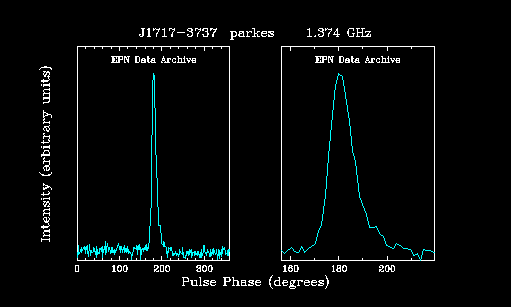 J1717-3737 parkes 1.374 GHz
EPN Data Archive EPN Data Archive
Intensity (arbitrary units)
0 100 200 300 160 180 200
Pulse Phase (degrees)